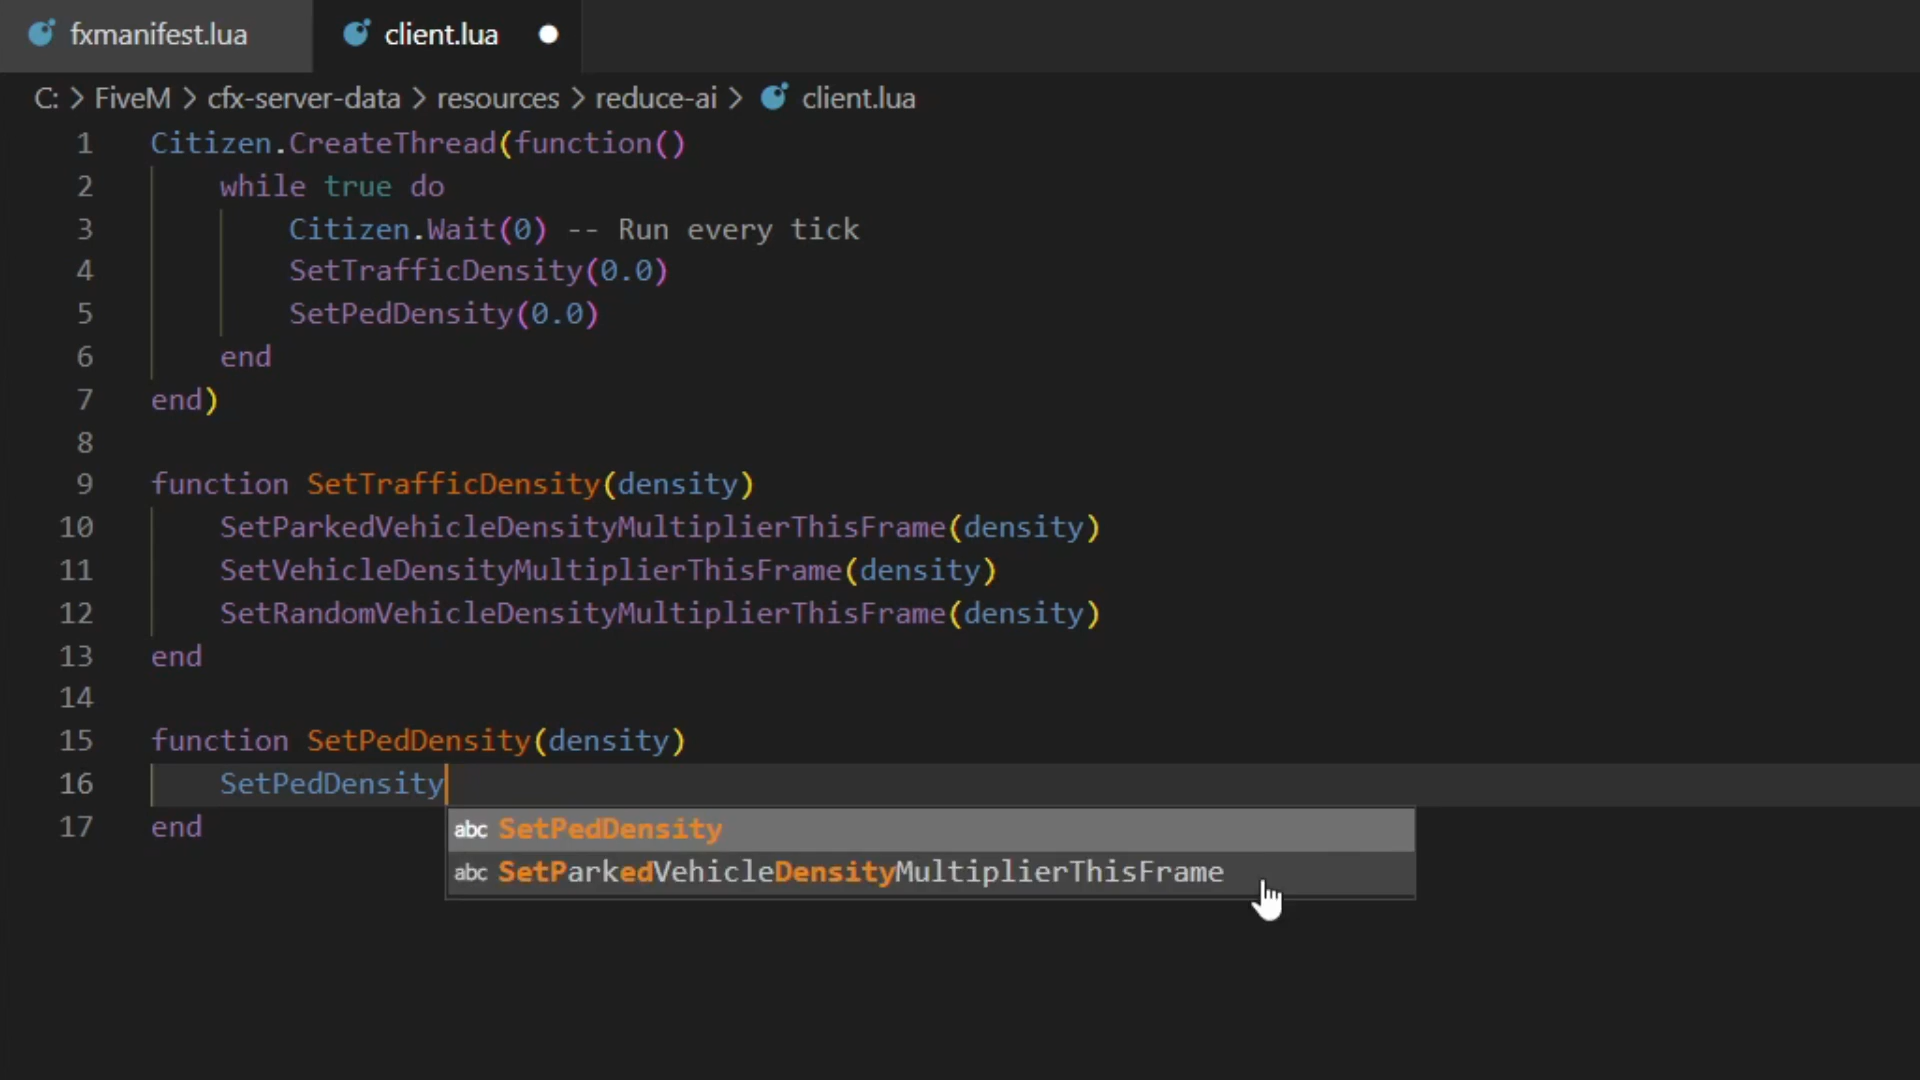 fxmanifest.lua client.lua
C: > FiveM > cfx-server-data > resources > reduce-ai > client.lua
1 Citizen.CreateThread(function()
2 while true do
3 Citizen.Wait(0) -- Run every tick
4 SetTrafficDensity(0.0)
5 SetPedDensity(0.0)
6 end
7 end)
8
9 function SetTrafficDensity(density)
10 SetParkedVehicleDensityMultiplierThisFrame(density)
11 SetVehicleDensityMultiplierThisFrame(density)
12 SetRandomVehicleDensityMultiplierThisFrame(density)
13 end
14
15 function SetPedDensity(density)
16 SetPedDensity
17 end
abc SetPedDensity
abc SetParkedVehicleDensityMultiplierThisFrame